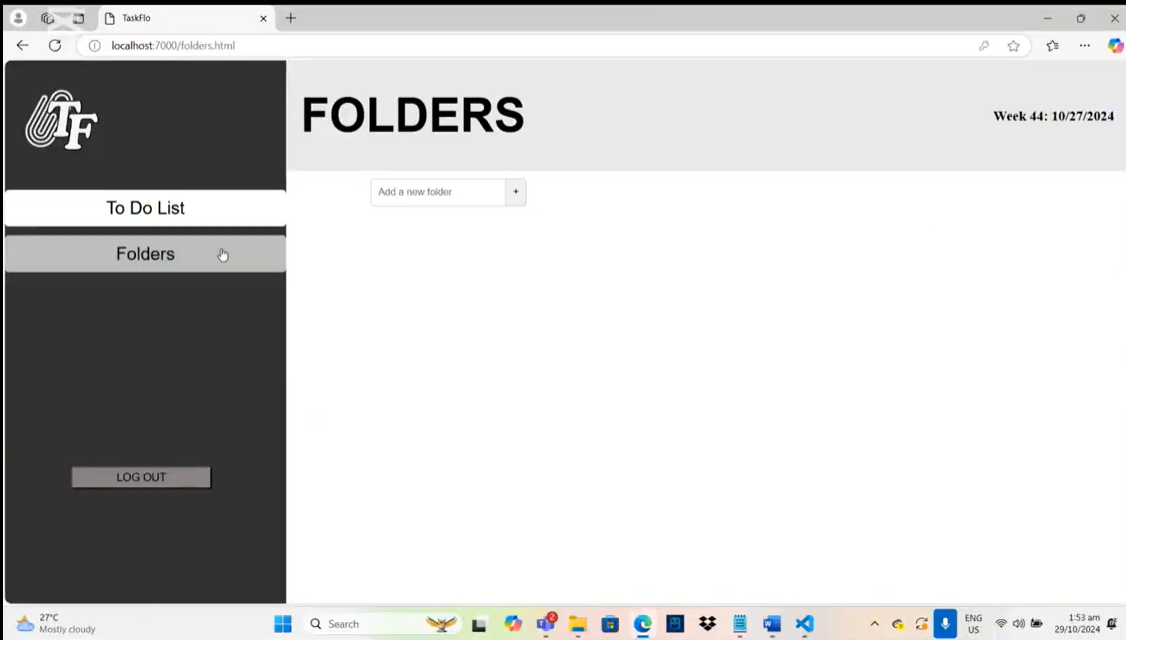 TaskFlo
localhost:7000/folders.html
TF
FOLDERS
Week 44: 10/27/2024
Add a new folder
+
To Do List
Folders
LOG OUT
27°C
Mostly cloudy
Search
2
ENG
US
1:53 am
29/10/2024